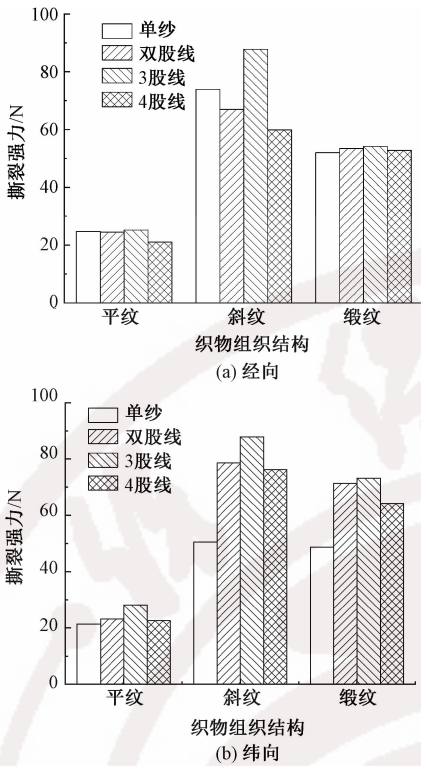 100
80
60
40
20
0
撕裂强力/N
单纱
双股线
3股线
4股线
平纹 斜纹 缎纹
织物组织结构
(a) 经向
100
80
60
40
20
0
撕裂强力/N
单纱
双股线
3股线
4股线
平纹 斜纹 缎纹
织物组织结构
(b) 纬向